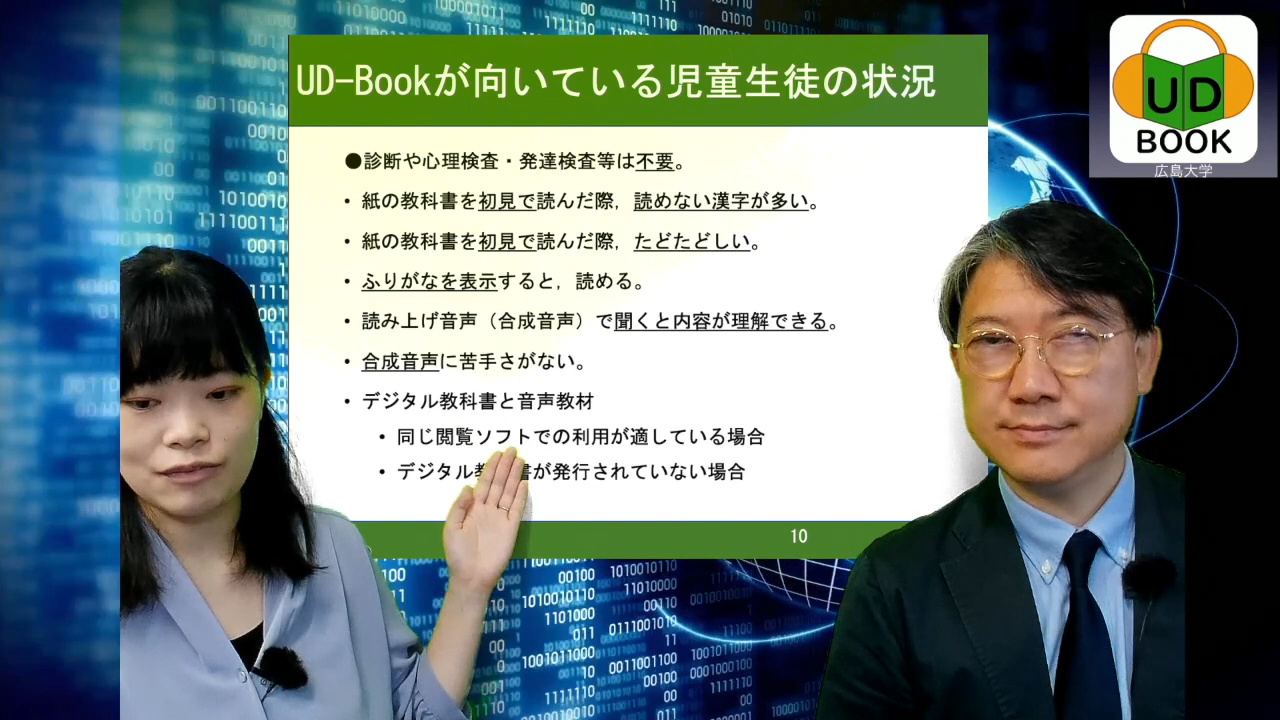 UD-Bookが向いている児童生徒の状況
●診断や心理検査・発達検査等は不要。
・紙の教科書を初見で読んだ際，読めない漢字が多い。
・紙の教科書を初見で読んだ際，たどたどしい。
・ふりがなを表示すると，読める。
・読み上げ音声（合成音声）で聞くと内容が理解できる。
・合成音声に苦手さがない。
・デジタル教科書と音声教材
・同じ閲覧ソフトでの利用が適している場合
・デジタル教 書が発行されていない場合
10
UD
BOOK
広島大学